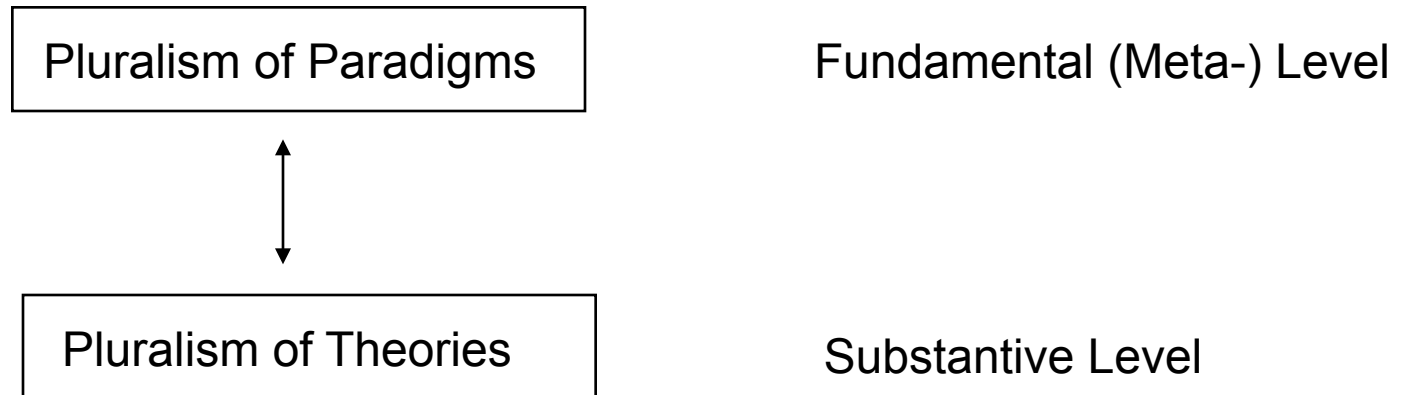 Pluralism of Paradigms Fundamental (Meta-) Level
Pluralism of Theories Substantive Level